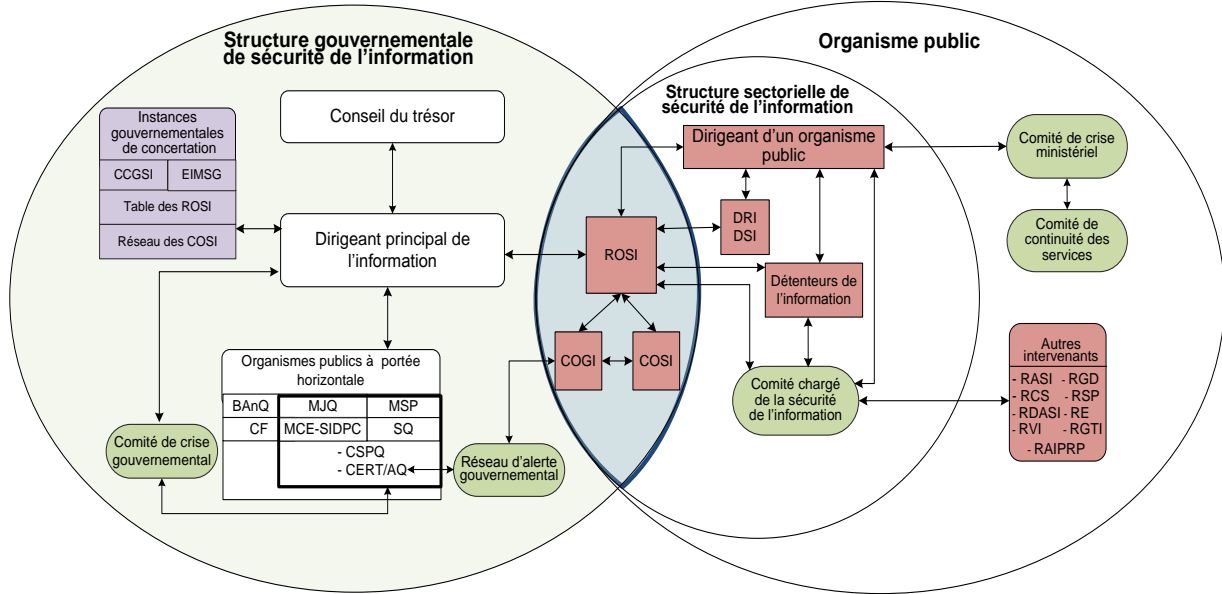 Structure gouvernementale
de sécurité de l'information
Organisme public
Structure sectorielle de
sécurité de l'information
Instances
gouvernementales
de concertation
CCGSI
EIMSG
Table des ROSI
Réseau des COSI
Conseil du trésor
Dirigeant principal de
l'information
Organismes publics à portée
horizontale
BAnQ
MJQ
MSP
CF
MCE-SIDPC
SQ
- CSPQ
- CERT/AQ
Comité de crise
gouvernemental
Réseau d'alerte
gouvernemental
ROSI
COGI
COSI
Dirigeant d'un organisme
public
DRI
DSI
Détenteurs de
l'information
Comité chargé
de la sécurité
de l'information
Comité de crise
ministériel
Comité de
continuité des
services
Autres
intervenants
- RASI - RGD
- RCS - RSP
- RDASI - RE
- RVI - RGTI
- RAIPRP